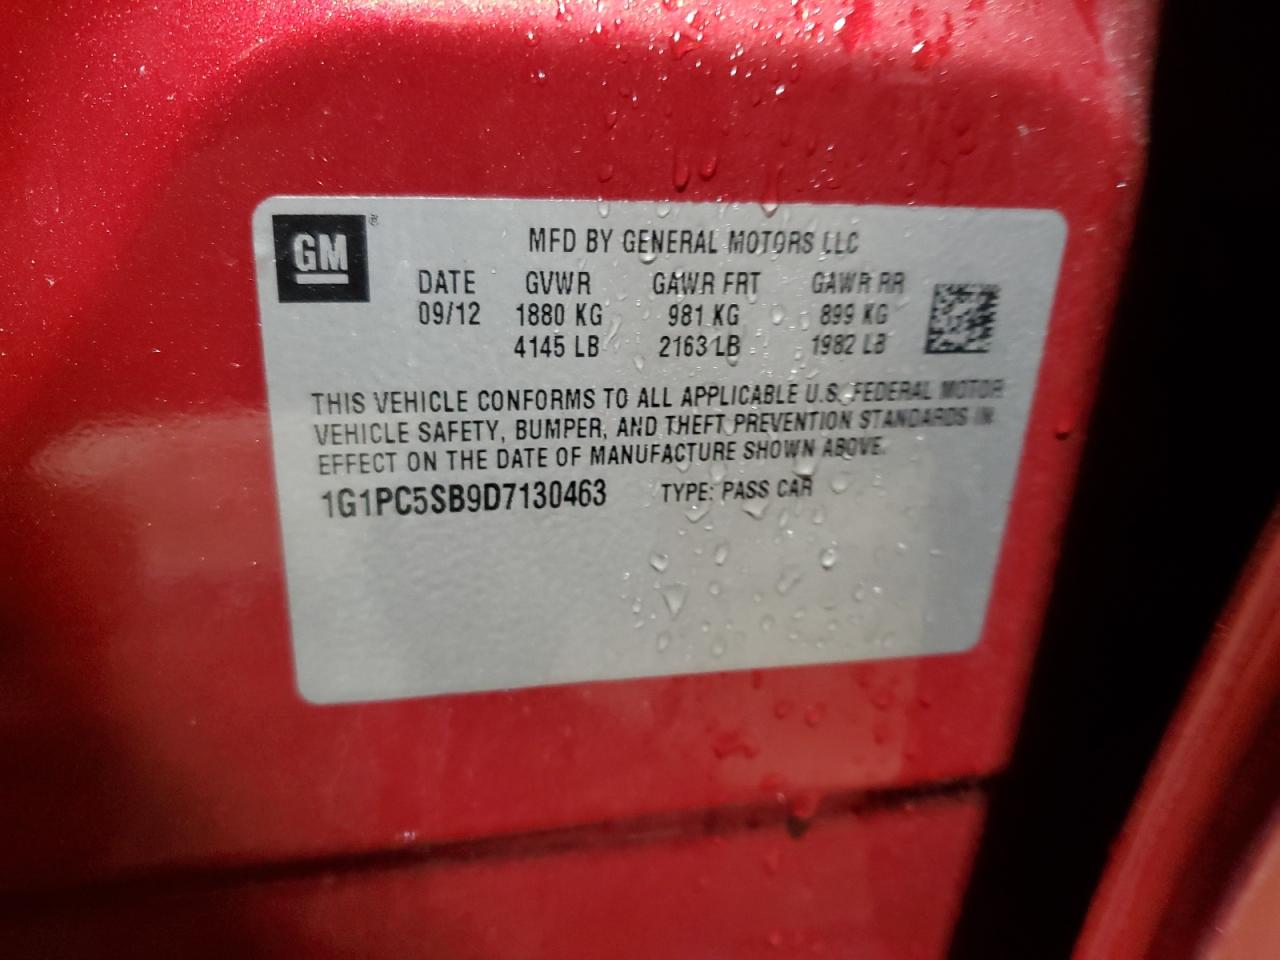 GM ®
MFD BY GENERAL MOTORS LLC
DATE GVWR GAWR FRT GAWR RR
09/12 1880 KG 981 KG 899 KG
4145 LB 2163 LB 1982 LB
THIS VEHICLE CONFORMS TO ALL APPLICABLE U.S. FEDERAL MOTOR
VEHICLE SAFETY, BUMPER, AND THEFT PREVENTION STANDARDS IN
EFFECT ON THE DATE OF MANUFACTURE SHOWN ABOVE.
1G1PC5SB9D7130463 TYPE: PASS CAR